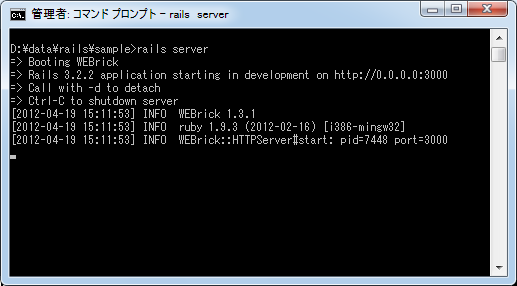 管理者: コマンド プロンプト - rails server
D:¥data¥rails¥sample>rails server
=> Booting WEBrick
=> Rails 3.2.2 application starting in development on http://0.0.0.0:3000
=> Call with -d to detach
=> Ctrl-C to shutdown server
[2012-04-19 15:11:53] INFO  WEBrick 1.3.1
[2012-04-19 15:11:53] INFO  ruby 1.9.3 (2012-02-16) [i386-mingw32]
[2012-04-19 15:11:53] INFO  WEBrick::HTTPServer#start: pid=7448 port=3000